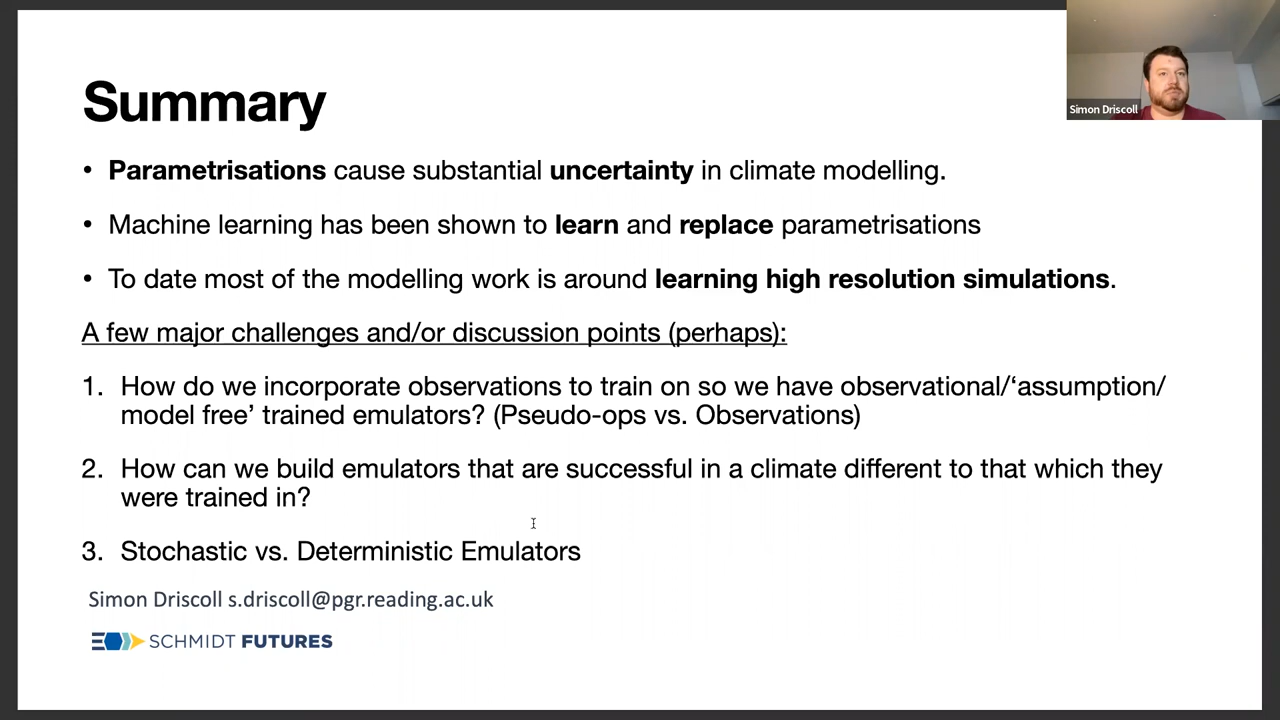 Summary
Simon Driscoll
• Parametrisations cause substantial uncertainty in climate modelling.
• Machine learning has been shown to learn and replace parametrisations
• To date most of the modelling work is around learning high resolution simulations.
A few major challenges and/or discussion points (perhaps):
1. How do we incorporate observations to train on so we have observational/‘assumption/
model free’ trained emulators? (Pseudo-ops vs. Observations)
2. How can we build emulators that are successful in a climate different to that which they
were trained in?
3. Stochastic vs. Deterministic Emulators
Simon Driscoll s.driscoll@pgr.reading.ac.uk
SCHMIDT FUTURES